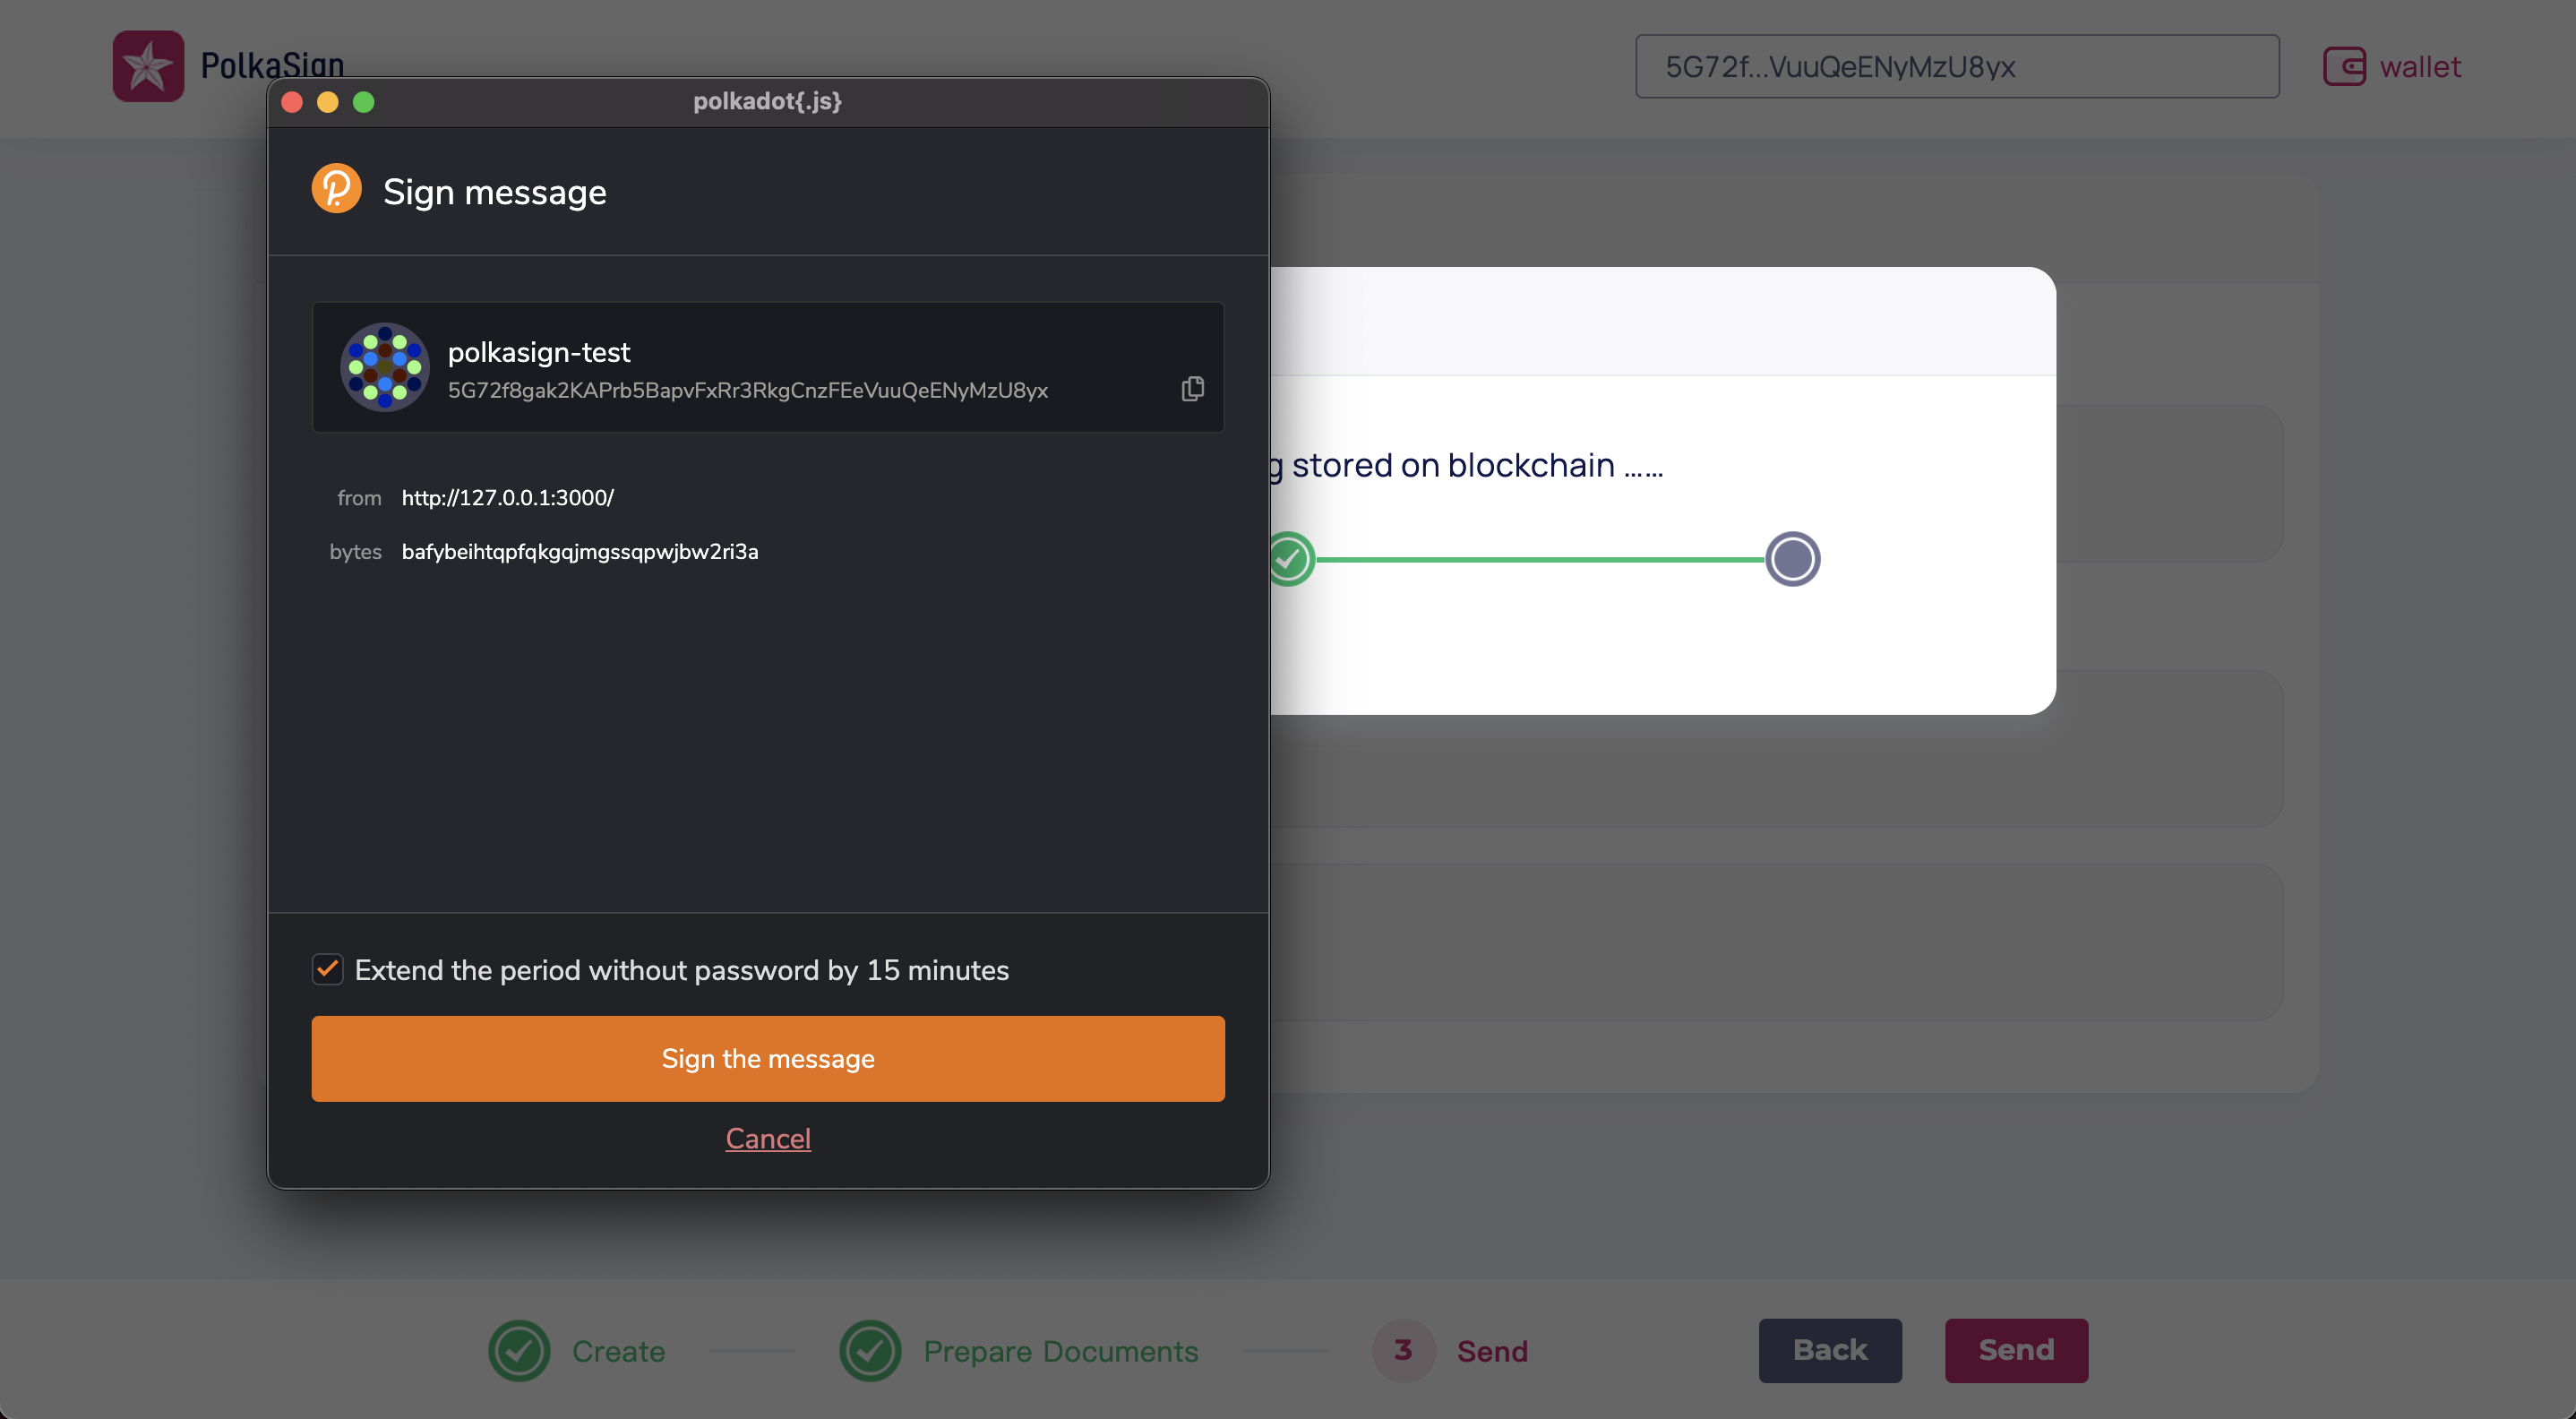 PolkaSign
5G72f...VuuQeENyMzU8yx
wallet
polkadot{.js}
Sign message
polkasign-test
5G72f8gak2KAPrb5BapvFxRr3RkgCnzFEeVuuQeENyMzU8yx
from http://127.0.0.1:3000/
bytes bafybeihtqpfqkgqjmgssqpwjbw2ri3a
stored on blockchain ……
Extend the period without password by 15 minutes
Sign the message
Cancel
Create
Prepare Documents
3 Send
Back
Send